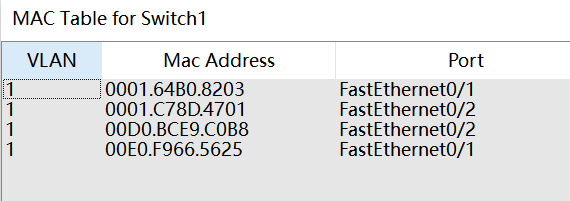 MAC Table for Switch1
VLAN Mac Address Port
1 0001.64B0.8203 FastEthernet0/1
1 0001.C78D.4701 FastEthernet0/2
1 00D0.BCE9.C0B8 FastEthernet0/2
1 00E0.F966.5625 FastEthernet0/1